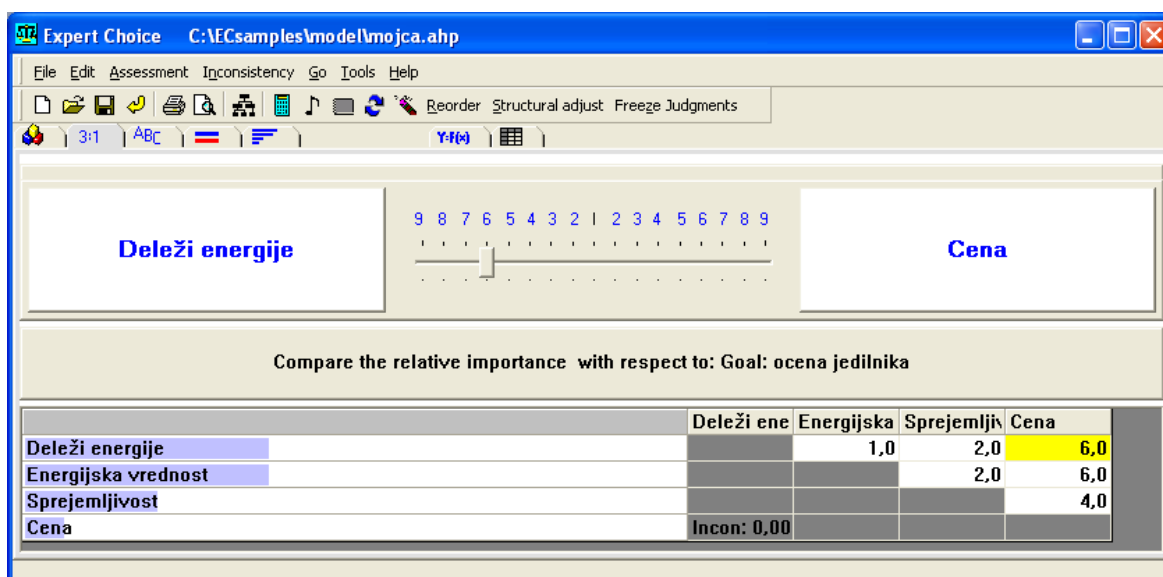 Expert Choice C:\ECsamples\model\mojca.ahp
File Edit Assessment Inconsistency Go Tools Help
Reorder Structural adjust Freeze Judgments
3:1 ABC Y=F(x)
9 8 7 6 5 4 3 2 1 2 3 4 5 6 7 8 9
Deleži energije Cena
Compare the relative importance with respect to: Goal: ocena jedilnika
Deleži ene Energijska Sprejemljiv Cena
Deleži energije 1,0 2,0 6,0
Energijska vrednost 2,0 6,0
Sprejemljivost 4,0
Cena Incon: 0,00